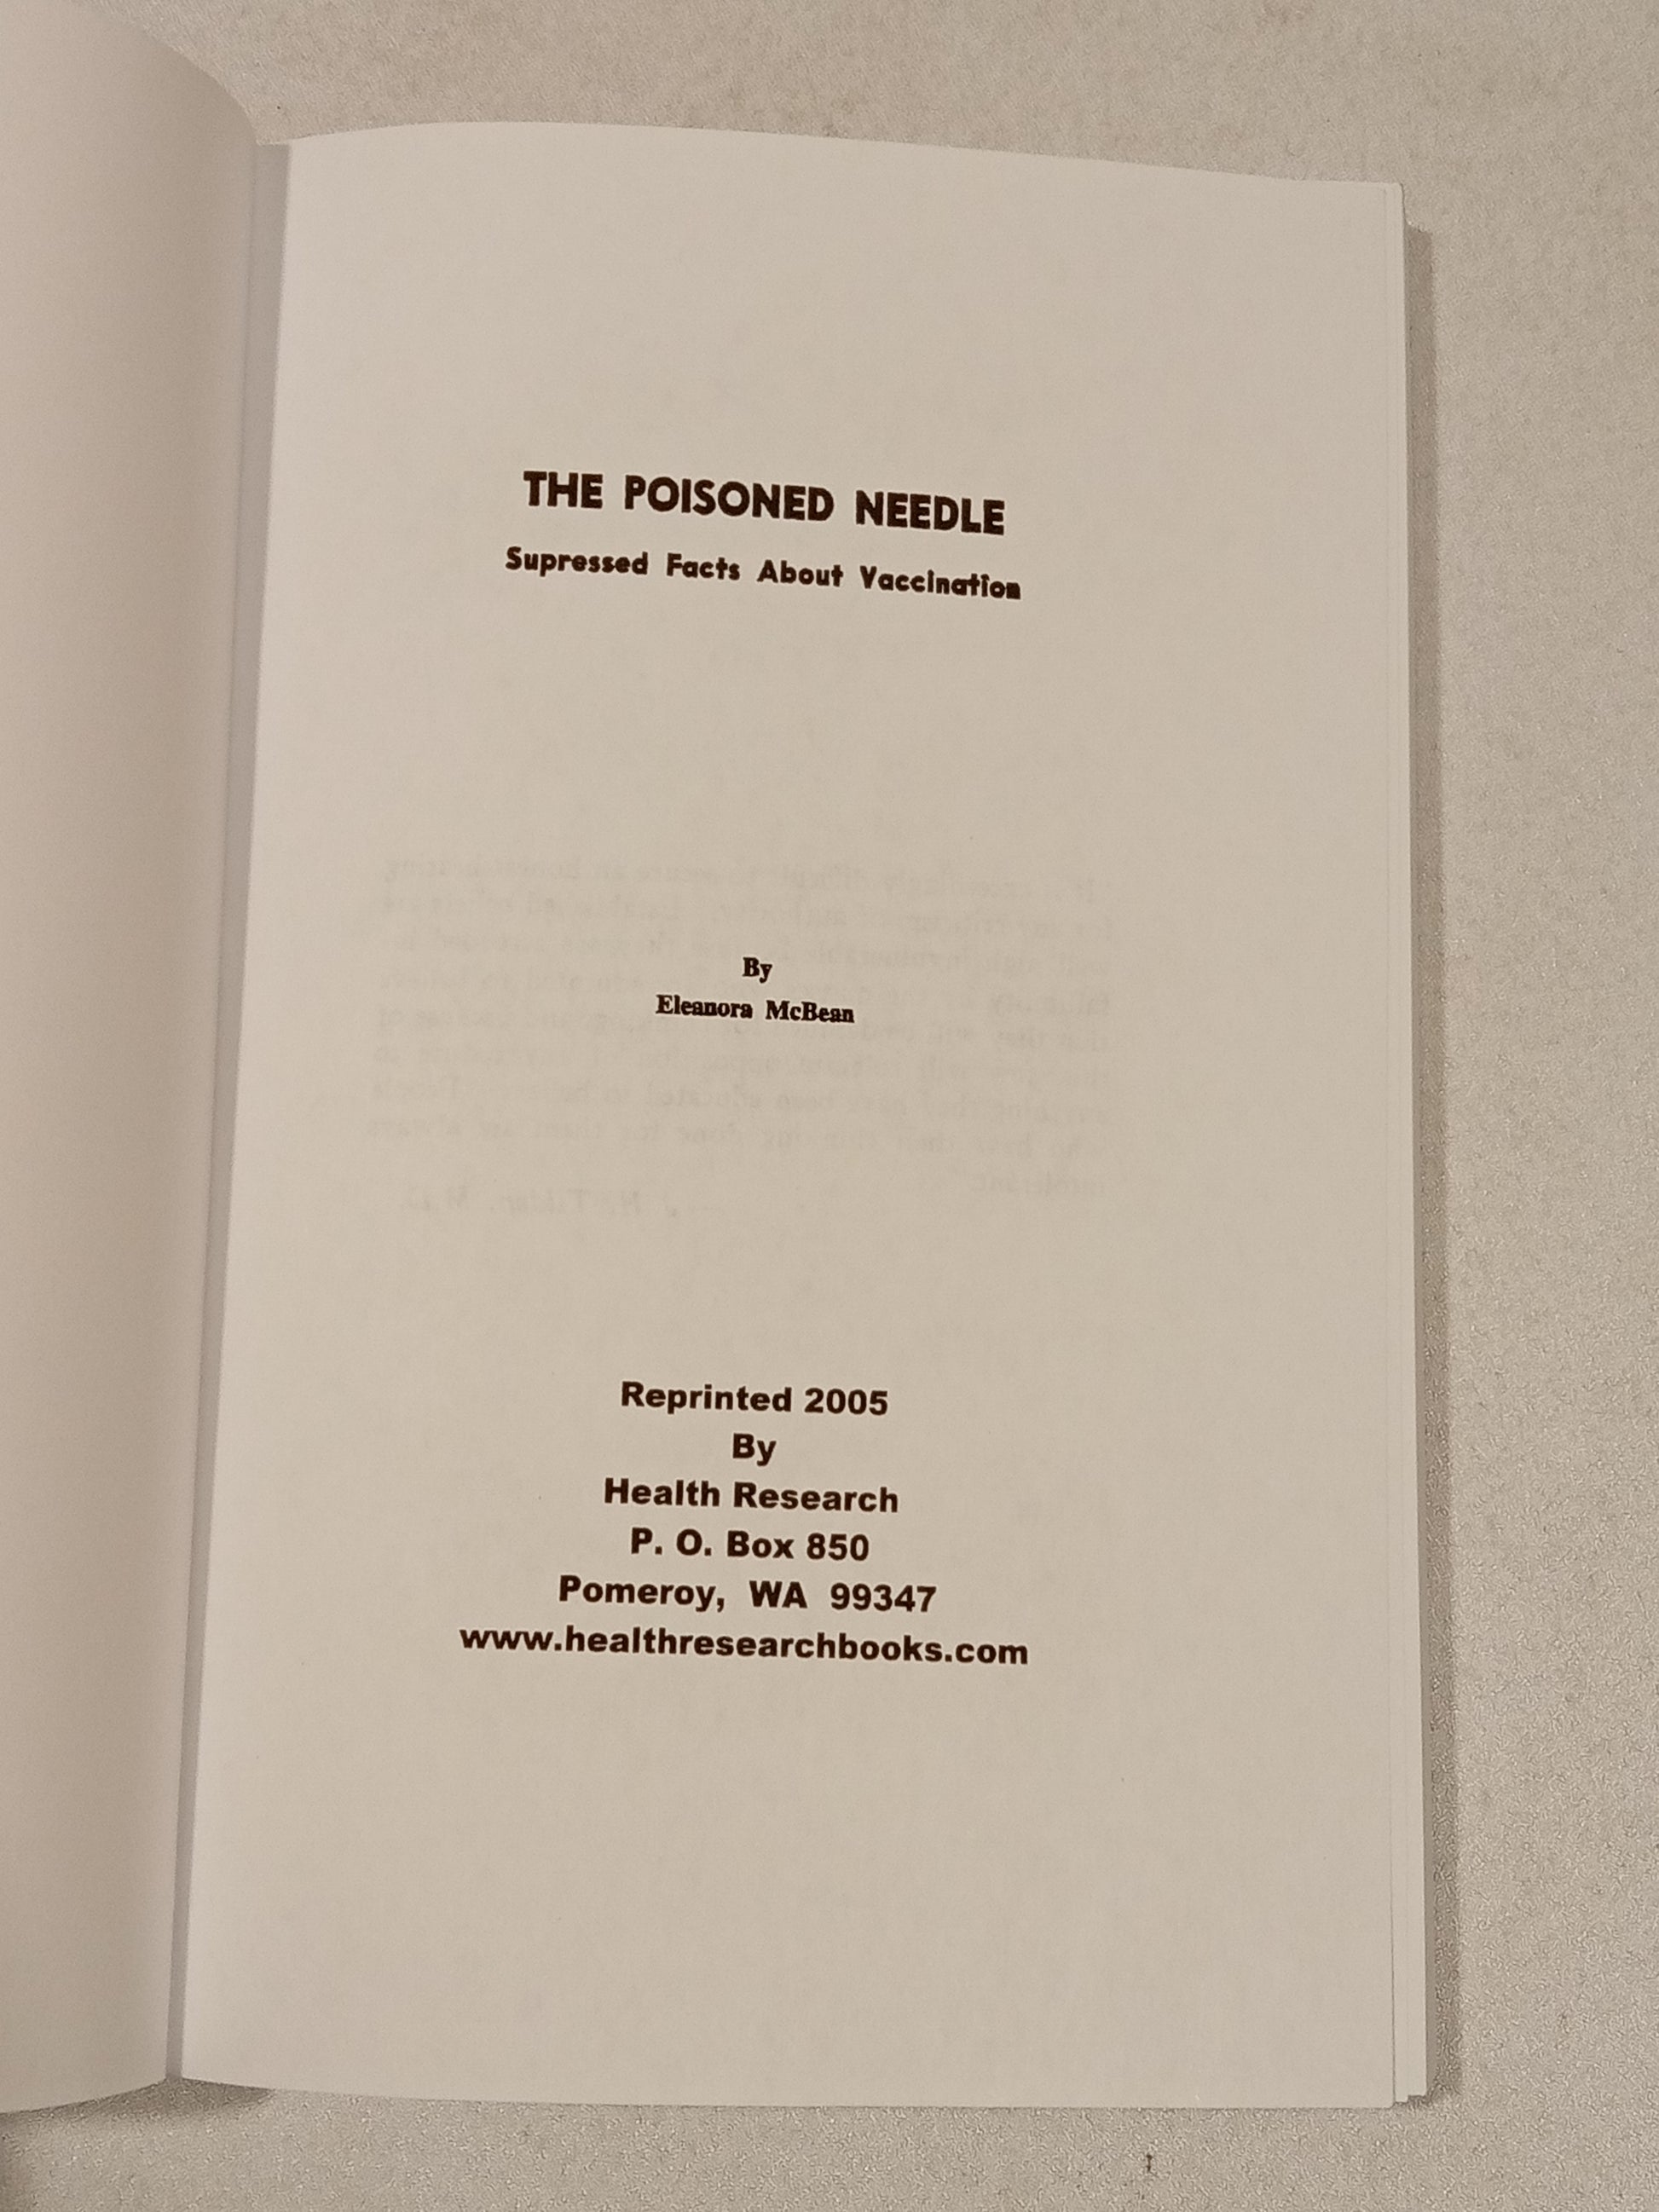 THE POISONED NEEDLE
Supressed Facts About Vaccination
By
Eleanora McBean
Reprinted 2005
By
Health Research
P. O. Box 850
Pomeroy, WA 99347
www.healthresearchbooks.com